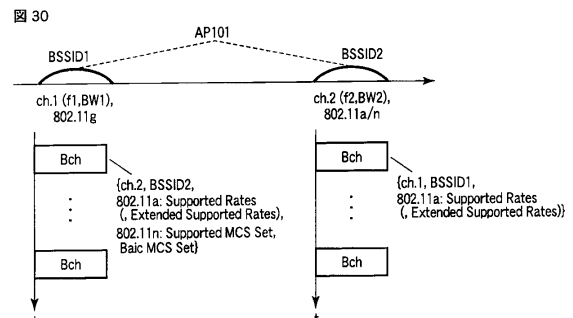 図 30
AP101
BSSID1
BSSID2
ch.1 (f1,BW1),
802.11g
ch.2 (f2,BW2),
802.11a/n
Bch
{ch.2, BSSID2,
802.11a: Supported Rates
(, Extended Supported Rates),
802.11n: Supported MCS Set,
Baic MCS Set}
Bch
Bch
{ch.1, BSSID1,
802.11a: Supported Rates
(, Extended Supported Rates)}
Bch